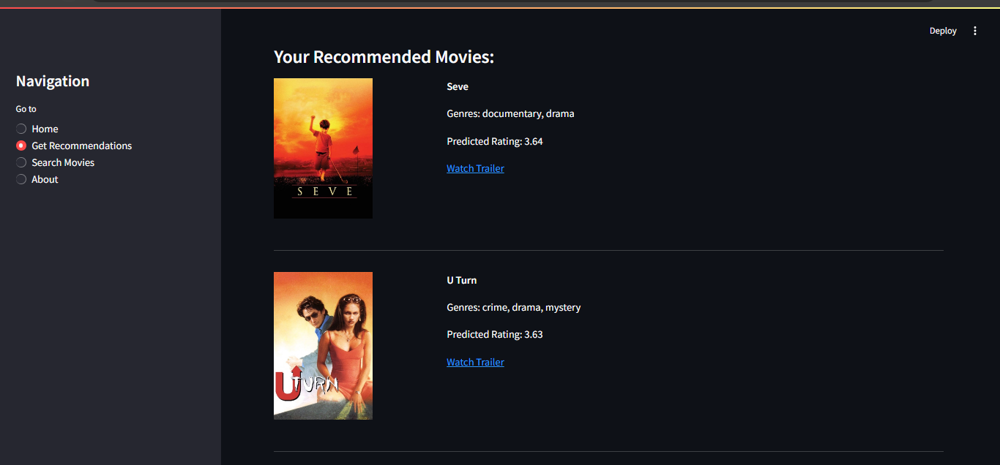 Deploy
Navigation
Go to
Home
Get Recommendations
Search Movies
About
Your Recommended Movies:
SEVE
Seve
Genres: documentary, drama
Predicted Rating: 3.64
Watch Trailer
U TURN
U Turn
Genres: crime, drama, mystery
Predicted Rating: 3.63
Watch Trailer